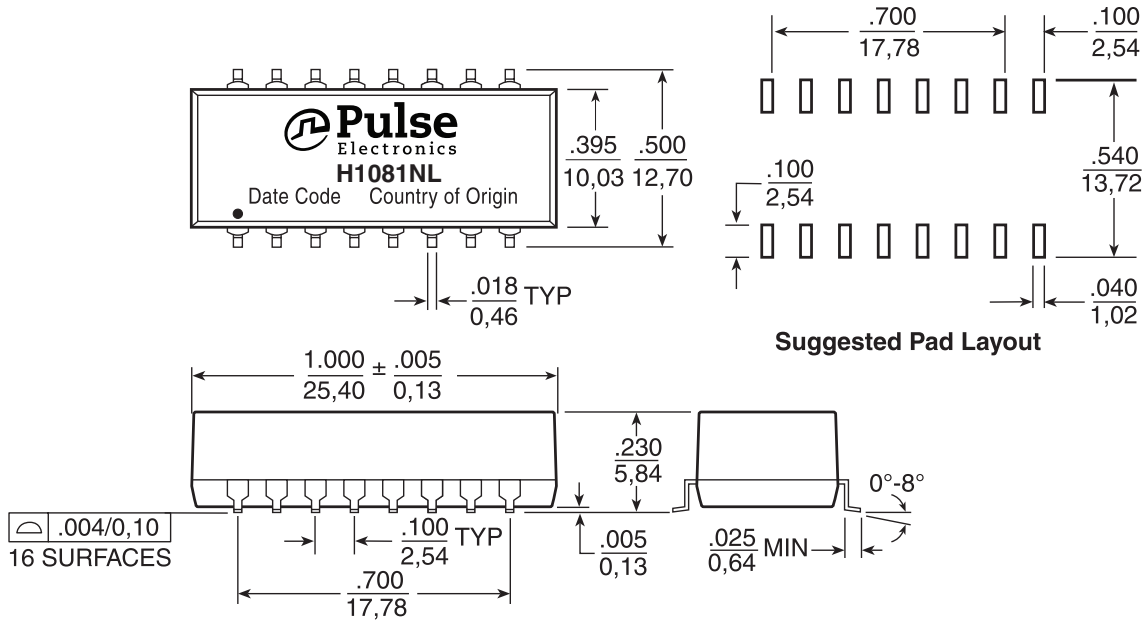 Pulse
Electronics
H1081NL
Date Code Country of Origin
.395
10,03
.500
12,70
.018
0,46
TYP
.700
17,78
.100
2,54
.100
2,54
.540
13,72
.040
1,02
Suggested Pad Layout
1.000 ± .005
25,40 0,13
.230
5,84
.004/0,10
16 SURFACES
.100
2,54
TYP
.700
17,78
.005
0,13
.025
0,64
MIN
0°-8°